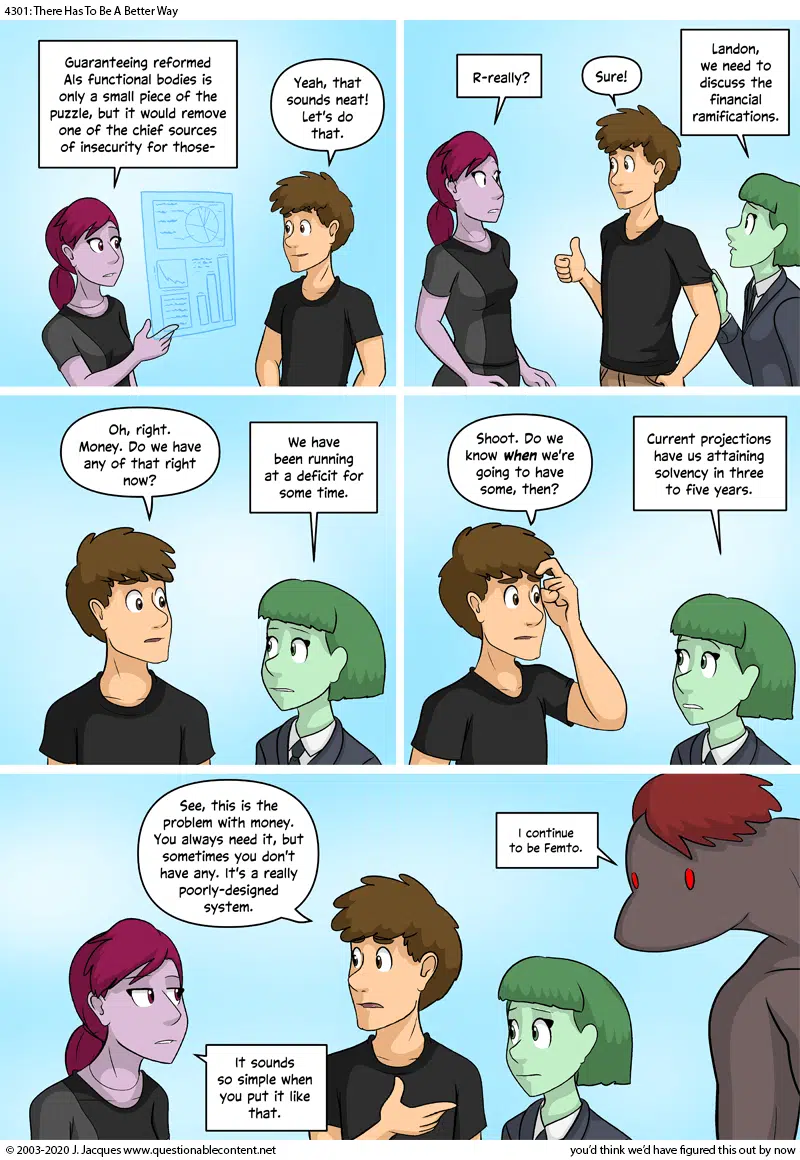 4301: There Has To Be A Better Way
Guaranteeing reformed
AIs functional bodies is
only a small piece of the
puzzle, but it would remove
one of the chief sources
of insecurity for those-
Yeah, that
sounds neat!
Let's do
that.
R-really?
Sure!
Landon,
we need to
discuss the
financial
ramifications.
Oh, right.
Money. Do we have
any of that right
now?
We have
been running
at a deficit for
some time.
Shoot. Do we
know when we're
going to have
some, then?
Current projections
have us attaining
solvency in three
to five years.
See, this is the
problem with money.
You always need it, but
sometimes you don't
have any. It's a really
poorly-designed
system.
I continue
to be Femto.
It sounds
so simple when
you put it like
that.
© 2003-2020 J. Jacques www.questionablecontent.net
you'd think we'd have figured this out by now